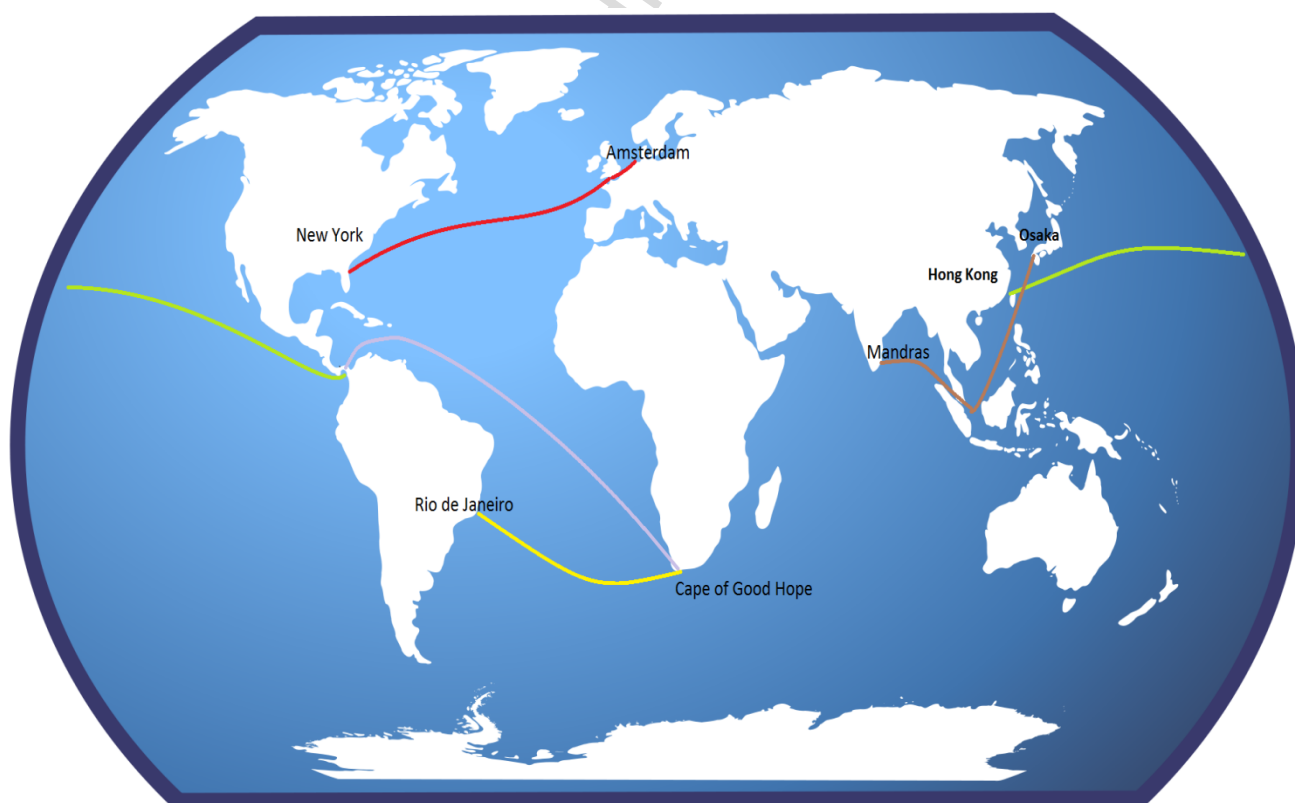 Amsterdam
New York
Osaka
Hong Kong
Mandras
Rio de Janeiro
Cape of Good Hope